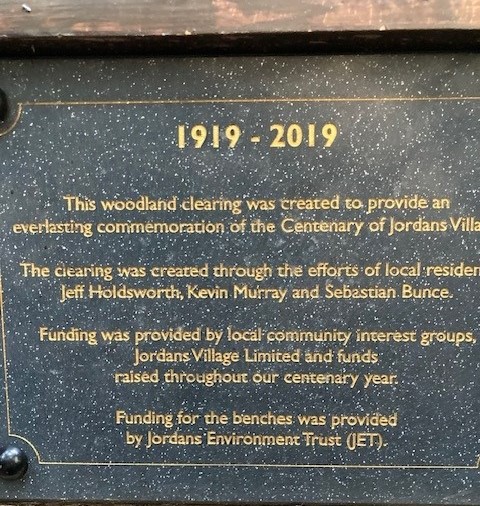 1919 - 2019
This woodland clearing was created to provide an
everlasting commemoration of the Centenary of Jordans Villa
The clearing was created through the efforts of local residen
Jeff Holdsworth, Kevin Murray and Sebastian Bunce.
Funding was provided by local community interest groups,
Jordans Village Limited and funds
raised throughout our centenary year.
Funding for the benches was provided
by Jordans Environment Trust (JET).